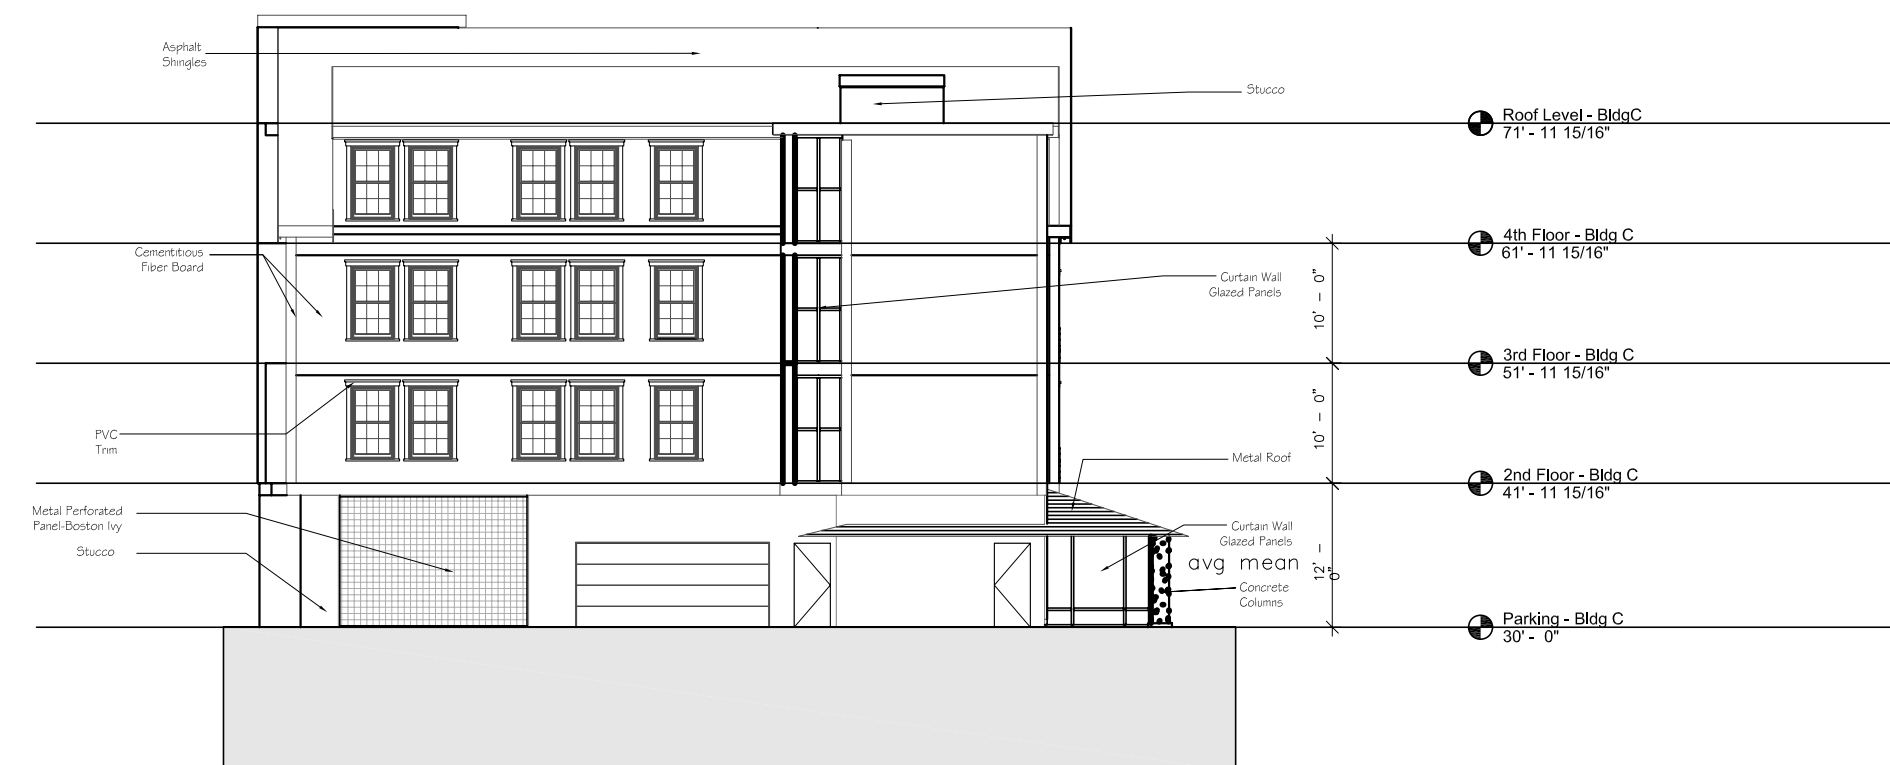 Asphalt
Shingles
Stucco
Roof Level - BldgC
71' - 11 15/16"
Cementitious
Fiber Board
4th Floor - Bldg C
61' - 11 15/16"
Curtain Wall
Glazed Panels
10' - 0"
3rd Floor - Bldg C
51' - 11 15/16"
10' - 0"
PVC
Trim
Metal Roof
2nd Floor - Bldg C
41' - 11 15/16"
Metal Perforated
Panel-Boston Ivy
Stucco
Curtain Wall
Glazed Panels
avg mean
12' -
0"
Concrete
Columns
Parking - Bldg C
30' - 0"